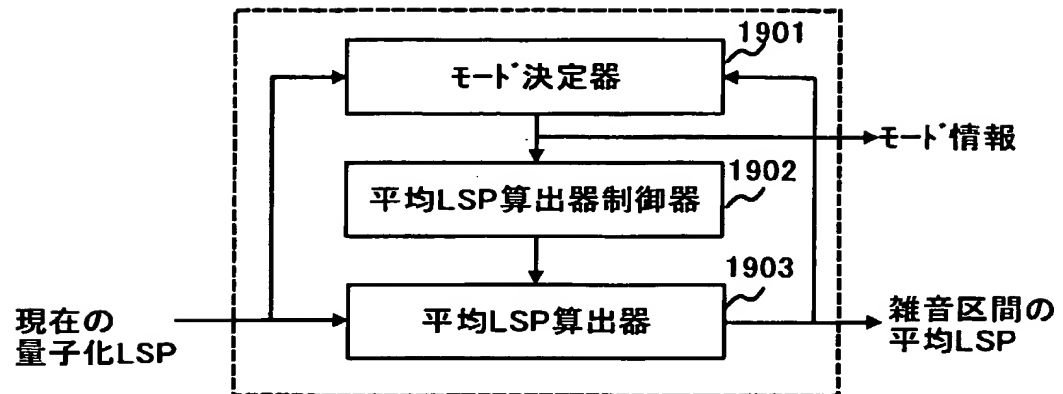 1901
モード決定器
モード情報
1902
平均LSP算出器制御器
1903
平均LSP算出器
現在の
量子化LSP
雑音区間の
平均LSP